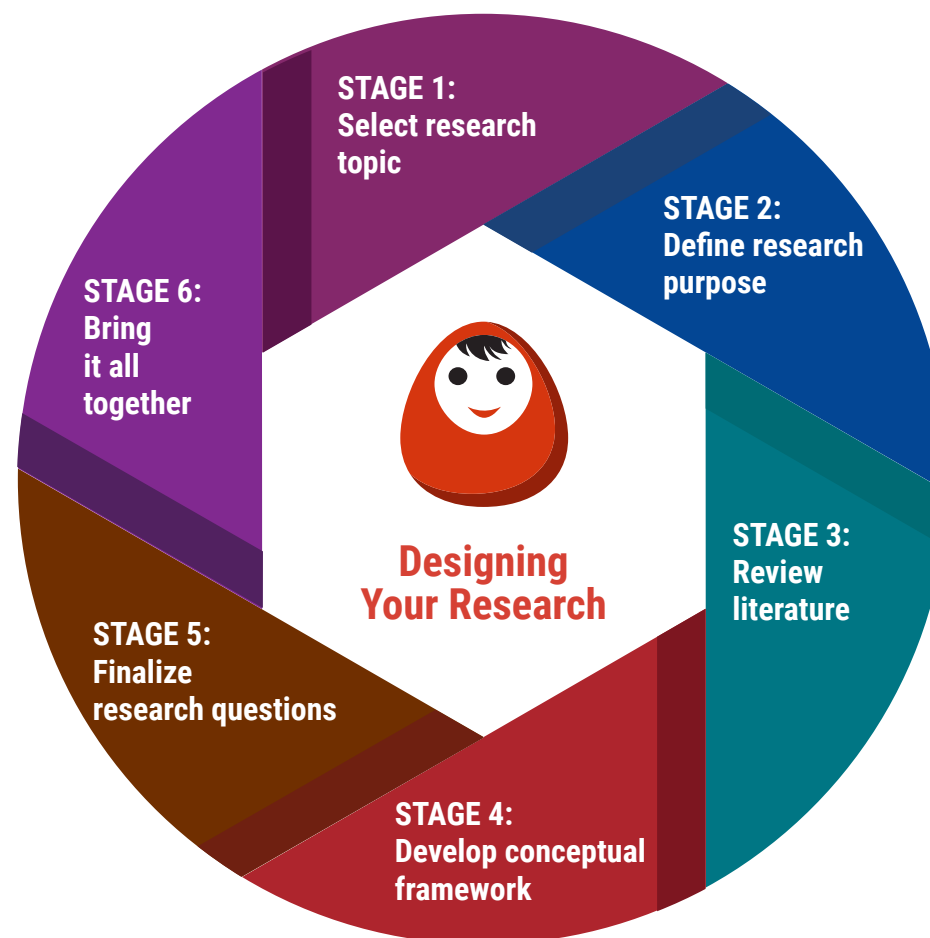 STAGE 1:
Select research
topic
STAGE 2:
Define research
purpose
STAGE 3:
Review
literature
STAGE 4:
Develop conceptual
framework
STAGE 5:
Finalize
research questions
STAGE 6:
Bring
it all
together
Designing
Your Research